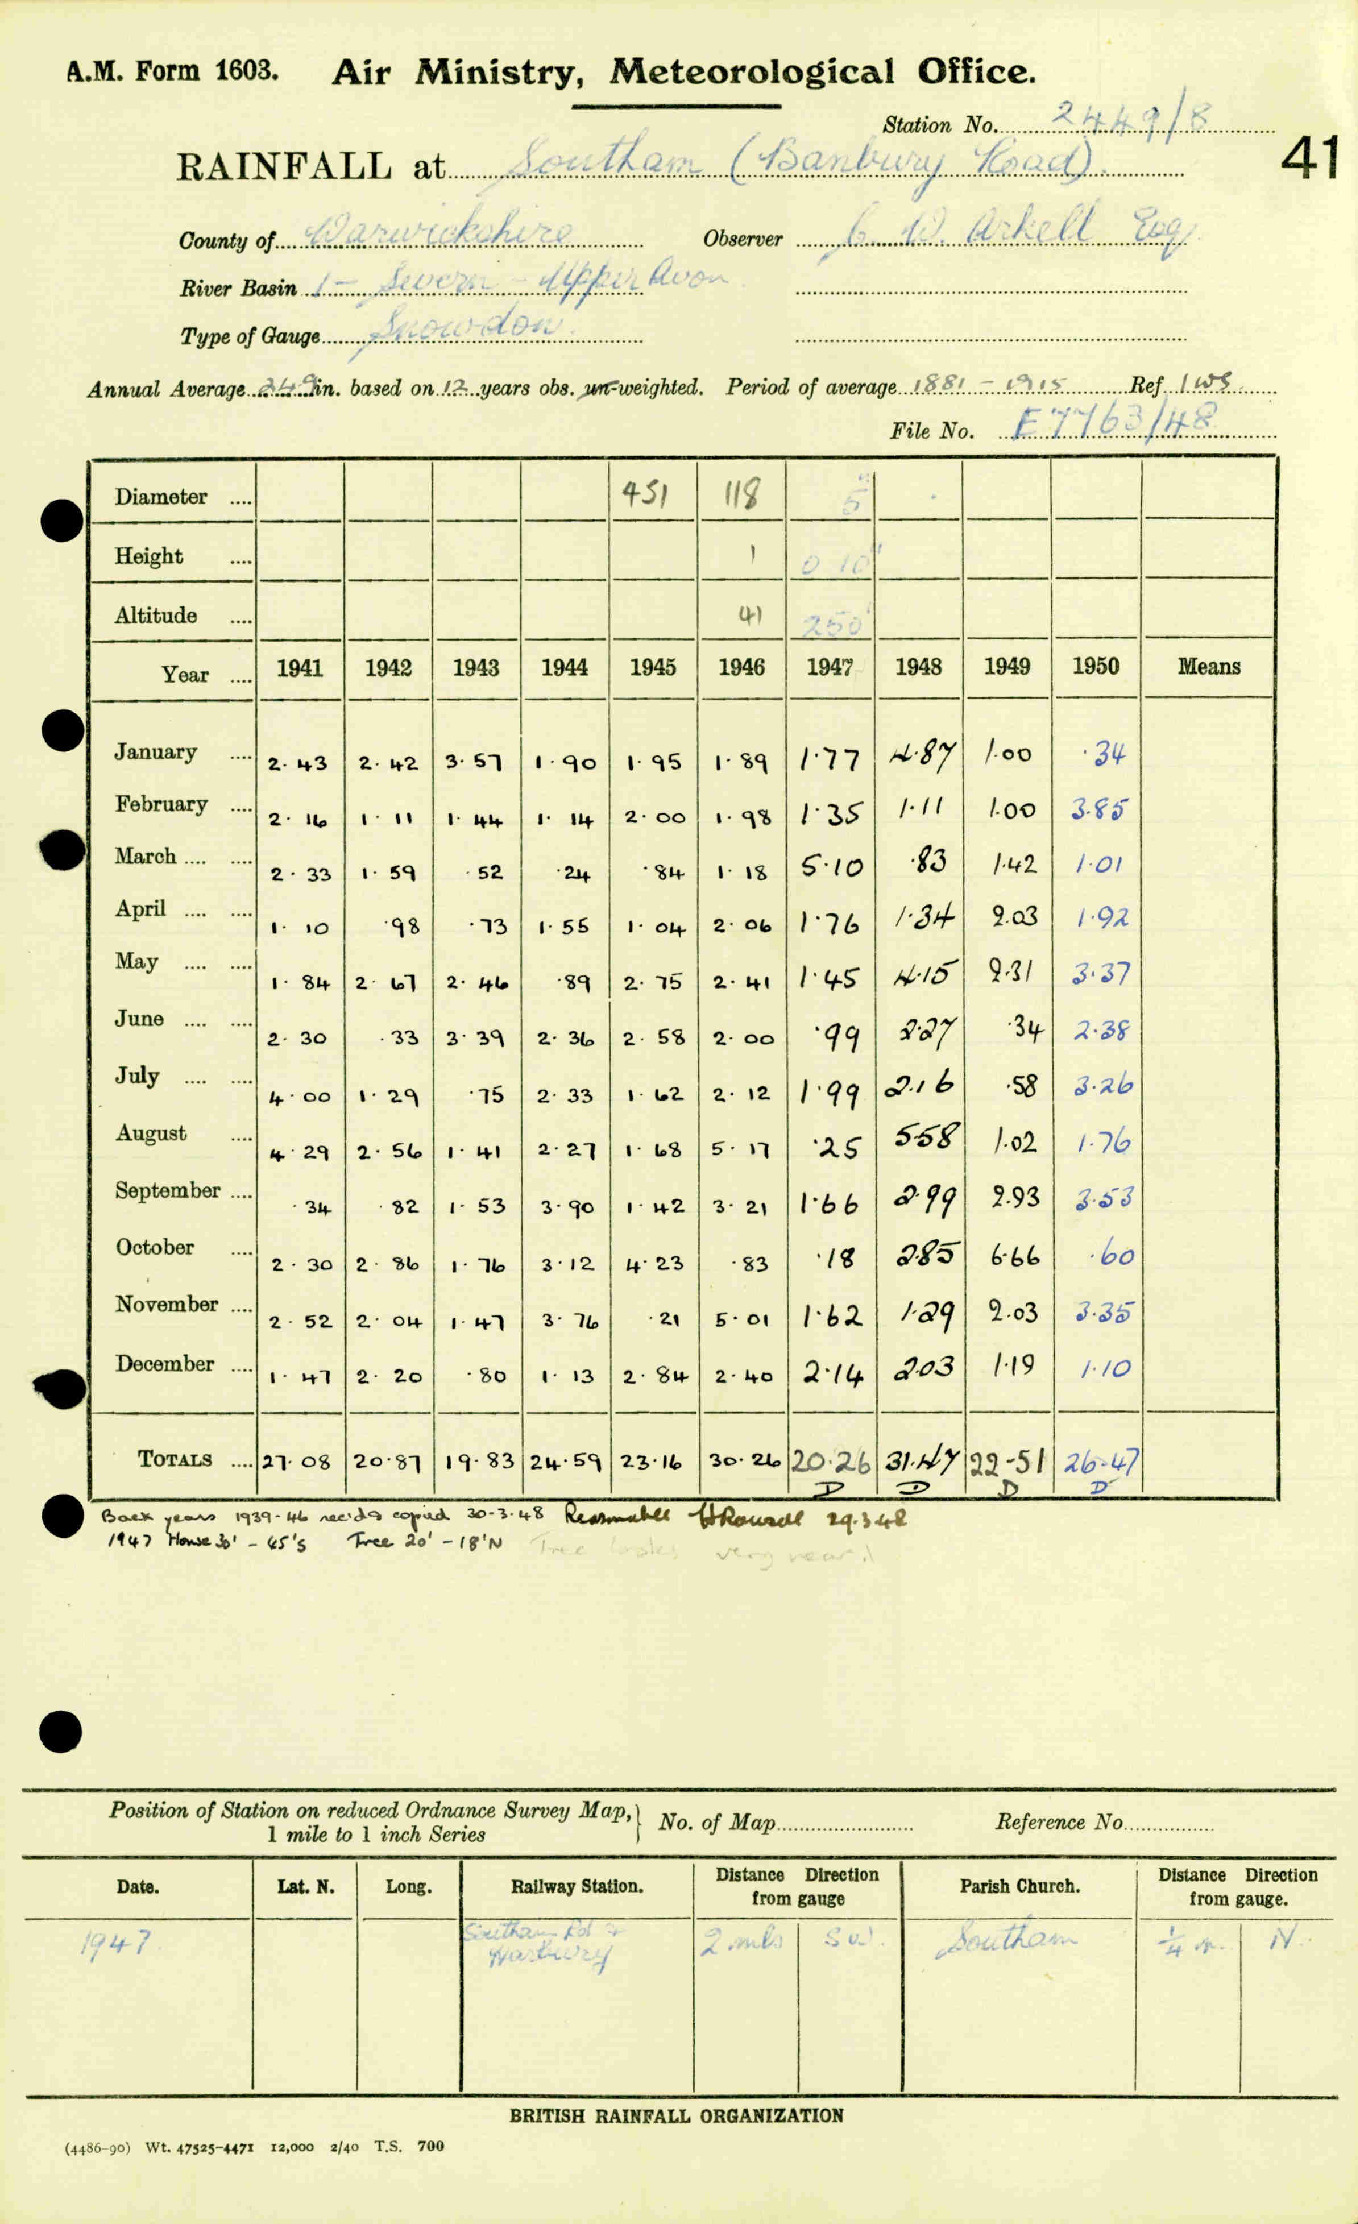 A.M. Form 1603. Air Ministry, Meteorological Office.
Station No. 2449/8
41
RAINFALL at Southam (Banbury Road)
County of Warwickshire Observer C. W. Arkell Esq
River Basin 1 - Severn - Upper Avon
Type of Gauge Snowdon.
Annual Average 24.9 in. based on 12 years obs. un-weighted. Period of average 1881 - 1915 Ref. IWS
File No. E7763/48
Diameter .... 451 118 5"
Height .... 1 0 10"
Altitude .... 41 250'
Year .... 1941 1942 1943 1944 1945 1946 1947 1948 1949 1950 Means
January .... 2.43 2.42 3.57 1.90 1.95 1.89 1.77 4.87 1.00 .34
February .... 2.16 1.11 1.44 1.14 2.00 1.98 1.35 1.11 1.00 3.85
March .... .... 2.33 1.59 .52 .24 .84 1.18 5.10 .83 1.42 1.01
April .... .... 1.10 .98 .73 1.55 1.04 2.06 1.76 1.34 2.03 1.92
May .... .... 1.84 2.67 2.46 .89 2.75 2.41 1.45 4.15 2.31 3.37
June .... .... 2.30 .33 3.39 2.36 2.58 2.00 .99 2.27 .34 2.38
July .... .... 4.00 1.29 .75 2.33 1.62 2.12 1.99 2.16 .58 3.26
August .... 4.29 2.56 1.41 2.27 1.68 5.17 .25 5.58 1.02 1.76
September .... .34 .82 1.53 3.90 1.42 3.21 1.66 2.99 2.93 3.53
October .... 2.30 2.86 1.76 3.12 4.23 .83 .18 2.85 6.66 .60
November .... 2.52 2.04 1.47 3.76 .21 5.01 1.62 1.29 2.03 3.35
December .... 1.47 2.20 .80 1.13 2.84 2.40 2.14 2.03 1.19 1.10
TOTALS .... 27.08 20.87 19.83 24.59 23.16 30.26 20.26 31.47 22.51 26.47
D D D D
Back years 1939-46 recd & copied 30-3-48 Reasonable 29.3.48
1947 House 30' - 45'S Tree 20' - 18'N Tree looks very near!
Position of Station on reduced Ordnance Survey Map, } No. of Map Reference No.
1 mile to 1 inch Series
Date. Lat. N. Long. Railway Station. Distance Direction from gauge Parish Church. Distance Direction from gauge.
1947 Southam Rd & Harbury 2 mls SW. Southam 1/4 m. N.
BRITISH RAINFALL ORGANIZATION
(4486-90) Wt. 47525-4471 12,000 2/40 T.S. 700